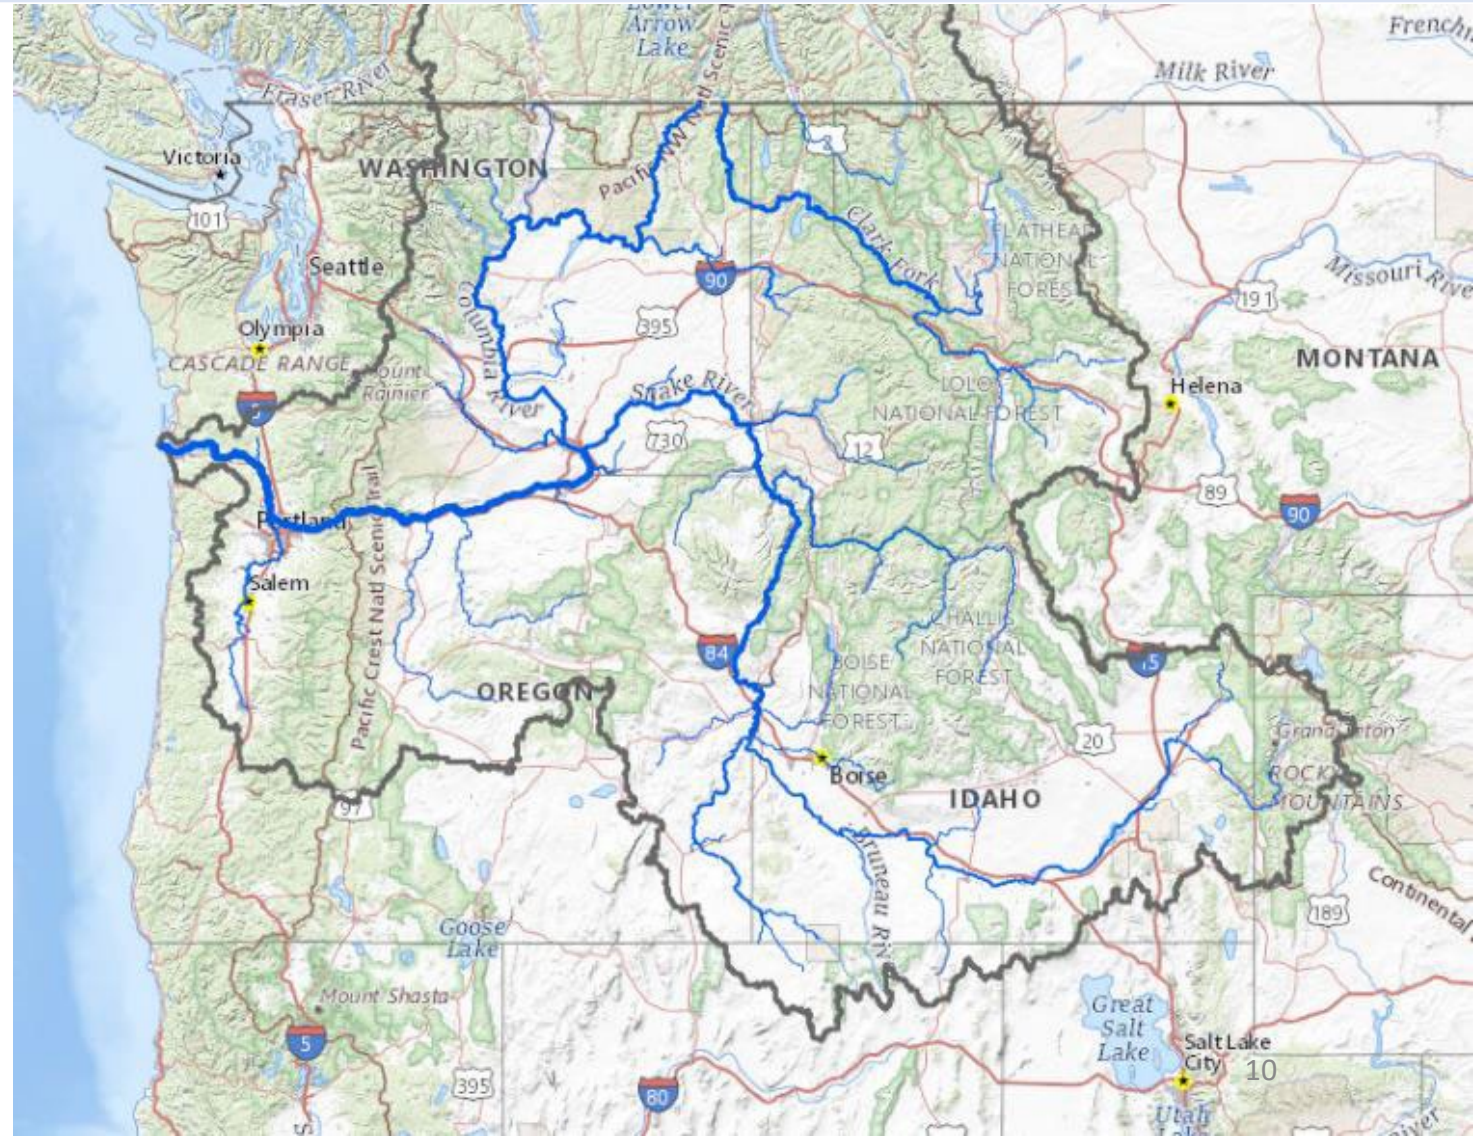 Lower
Arrow
Lake
Pacific NW Natl Scenic
Frenchm
Milk River
Fraser River
2
Victoria
WASHINGTON
101
Clark Fork
FLATHEAD
NATIONAL
FOREST
Seattle
90
Missouri River
191
Columbia River
395
Olympia
CASCADE RANGE
Mount
Rainier
MONTANA
Snake River
LOLO
NATIONAL FOREST
Helena
5
730
12
89
90
Portland
Pacific Crest Natl Scenic Trail
Salem
CHALLIS
NATIONAL
FOREST
84
BOISE
NATIONAL
FOREST
15
OREGON
20
Grand Teton
Boise
IDAHO
ROCKY
MOUNTAINS
97
Bruneau Riv
Continental
189
Goose
Lake
Mount Shasta
Great
Salt
Lake
5
Salt Lake
City
10
395
80
Utah
River